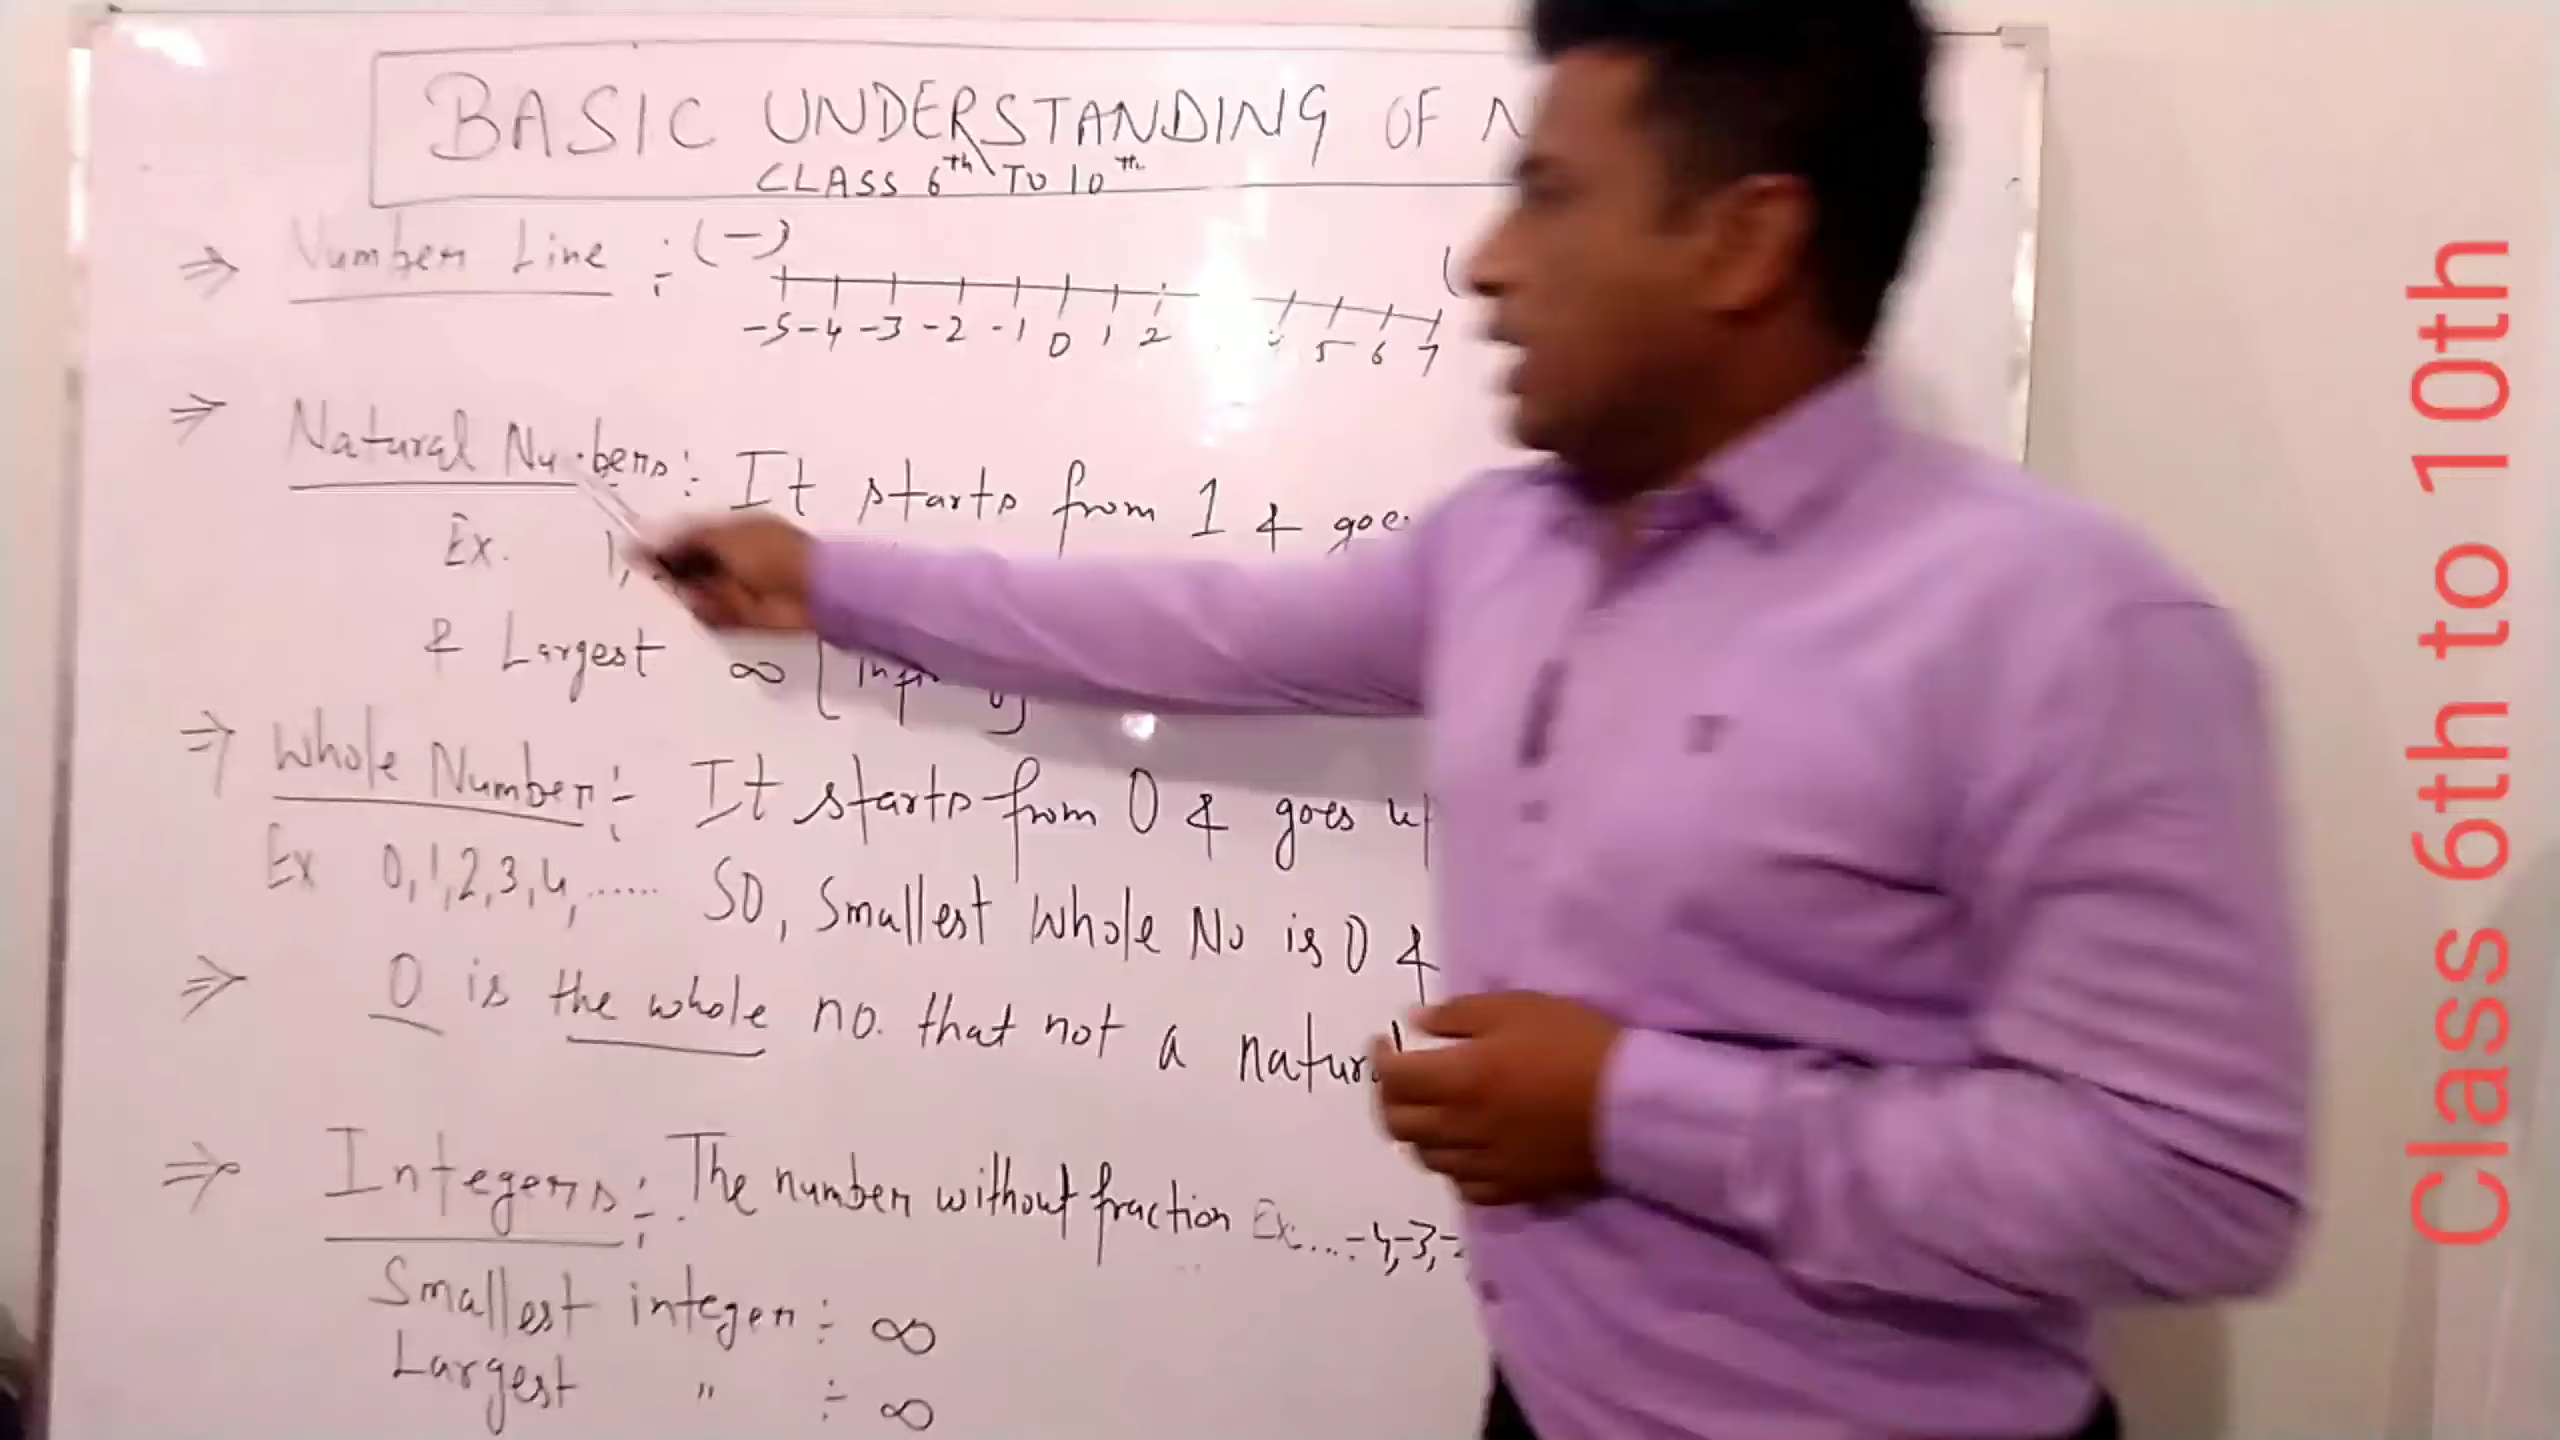 BASIC UNDERSTANDING OF
CLASS 6th TO 10th
⇒ Number Line :- (-)
-5 -4 -3 -2 -1 0 1 2 5 6 7
⇒ Natural Numbers :- It starts from 1 &
Ex. 1,
& Largest ∞
⇒ Whole Number :- It starts from 0 & goes
Ex 0,1,2,3,4,...... SO, Smallest Whole No is 0 &
⇒ 0 is the whole no. that not a
⇒ Integers :- The number without fraction Ex....-4,-3,
Smallest integer :- ∞
Largest " :- ∞
Class 6th to 10th